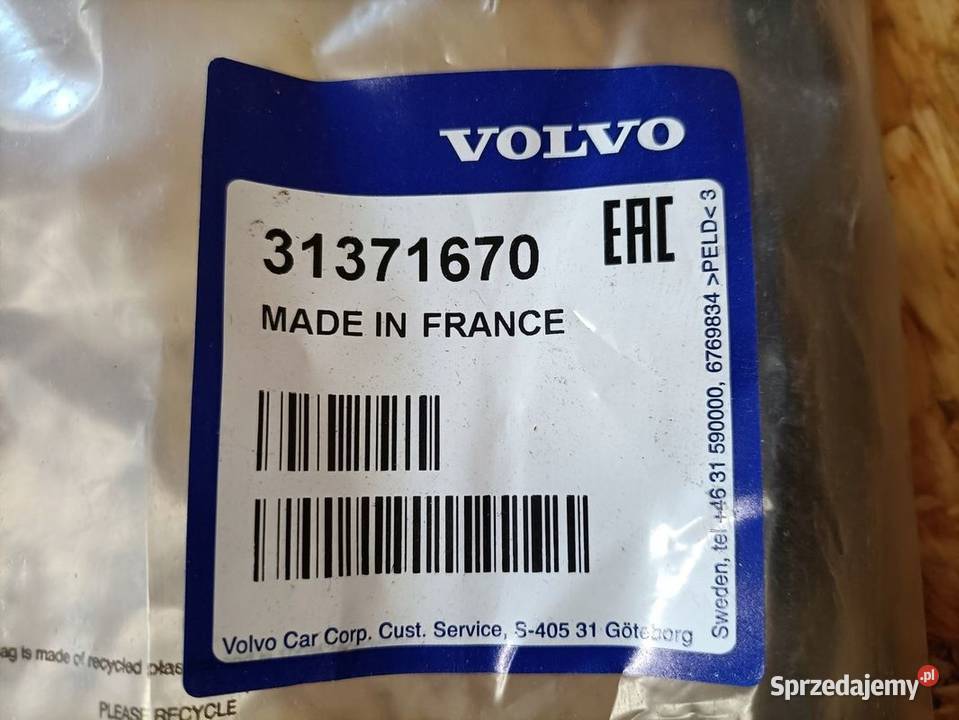 VOLVO
31371670
EAC
MADE IN FRANCE
Volvo Car Corp. Cust. Service, S-405 31 Göteborg
Sweden, tel +46 31 590000, 6769834 >PELD< 3
ag is made of recycled plas
PLEASE RECYCLE
Sprzedajemy.pl